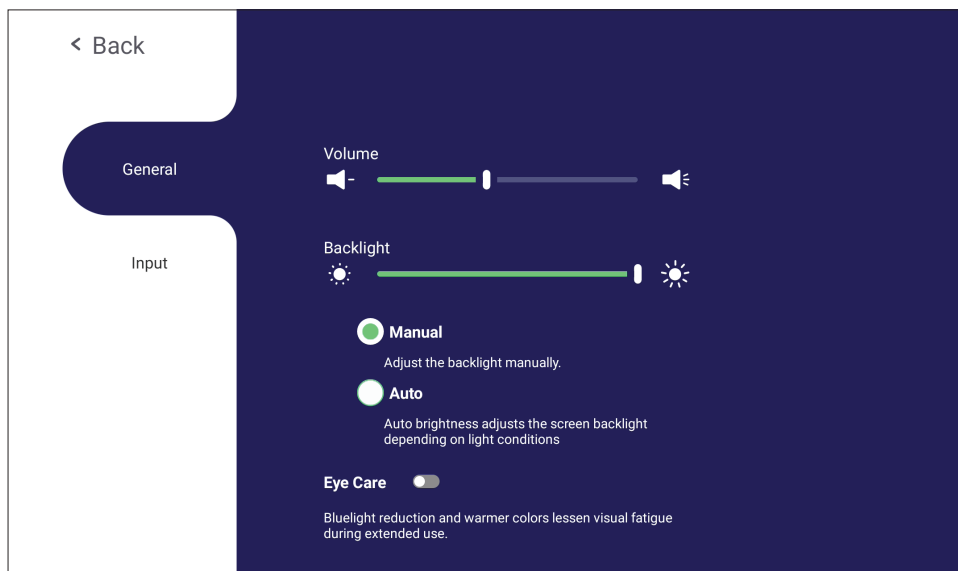 < Back
General
Input
Volume
Backlight
Manual
Adjust the backlight manually.
Auto
Auto brightness adjusts the screen backlight
depending on light conditions
Eye Care
Bluelight reduction and warmer colors lessen visual fatigue
during extended use.